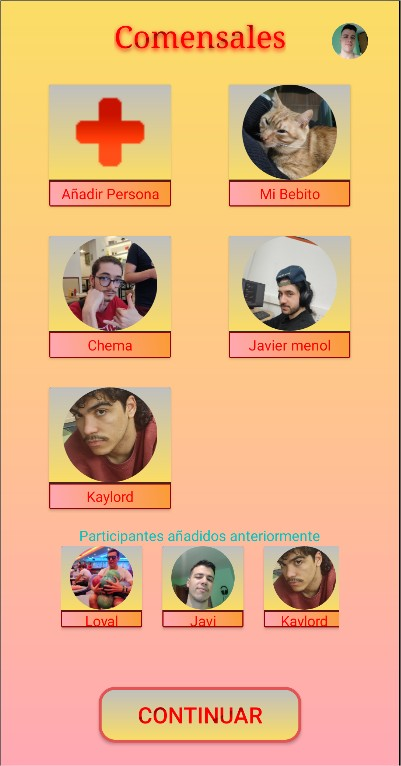 Comensales
Añadir Persona
Mi Bebito
Chema
Javier menol
Kaylord
Participantes añadidos anteriormente
Loyal
Javi
Kaylord
CONTINUAR